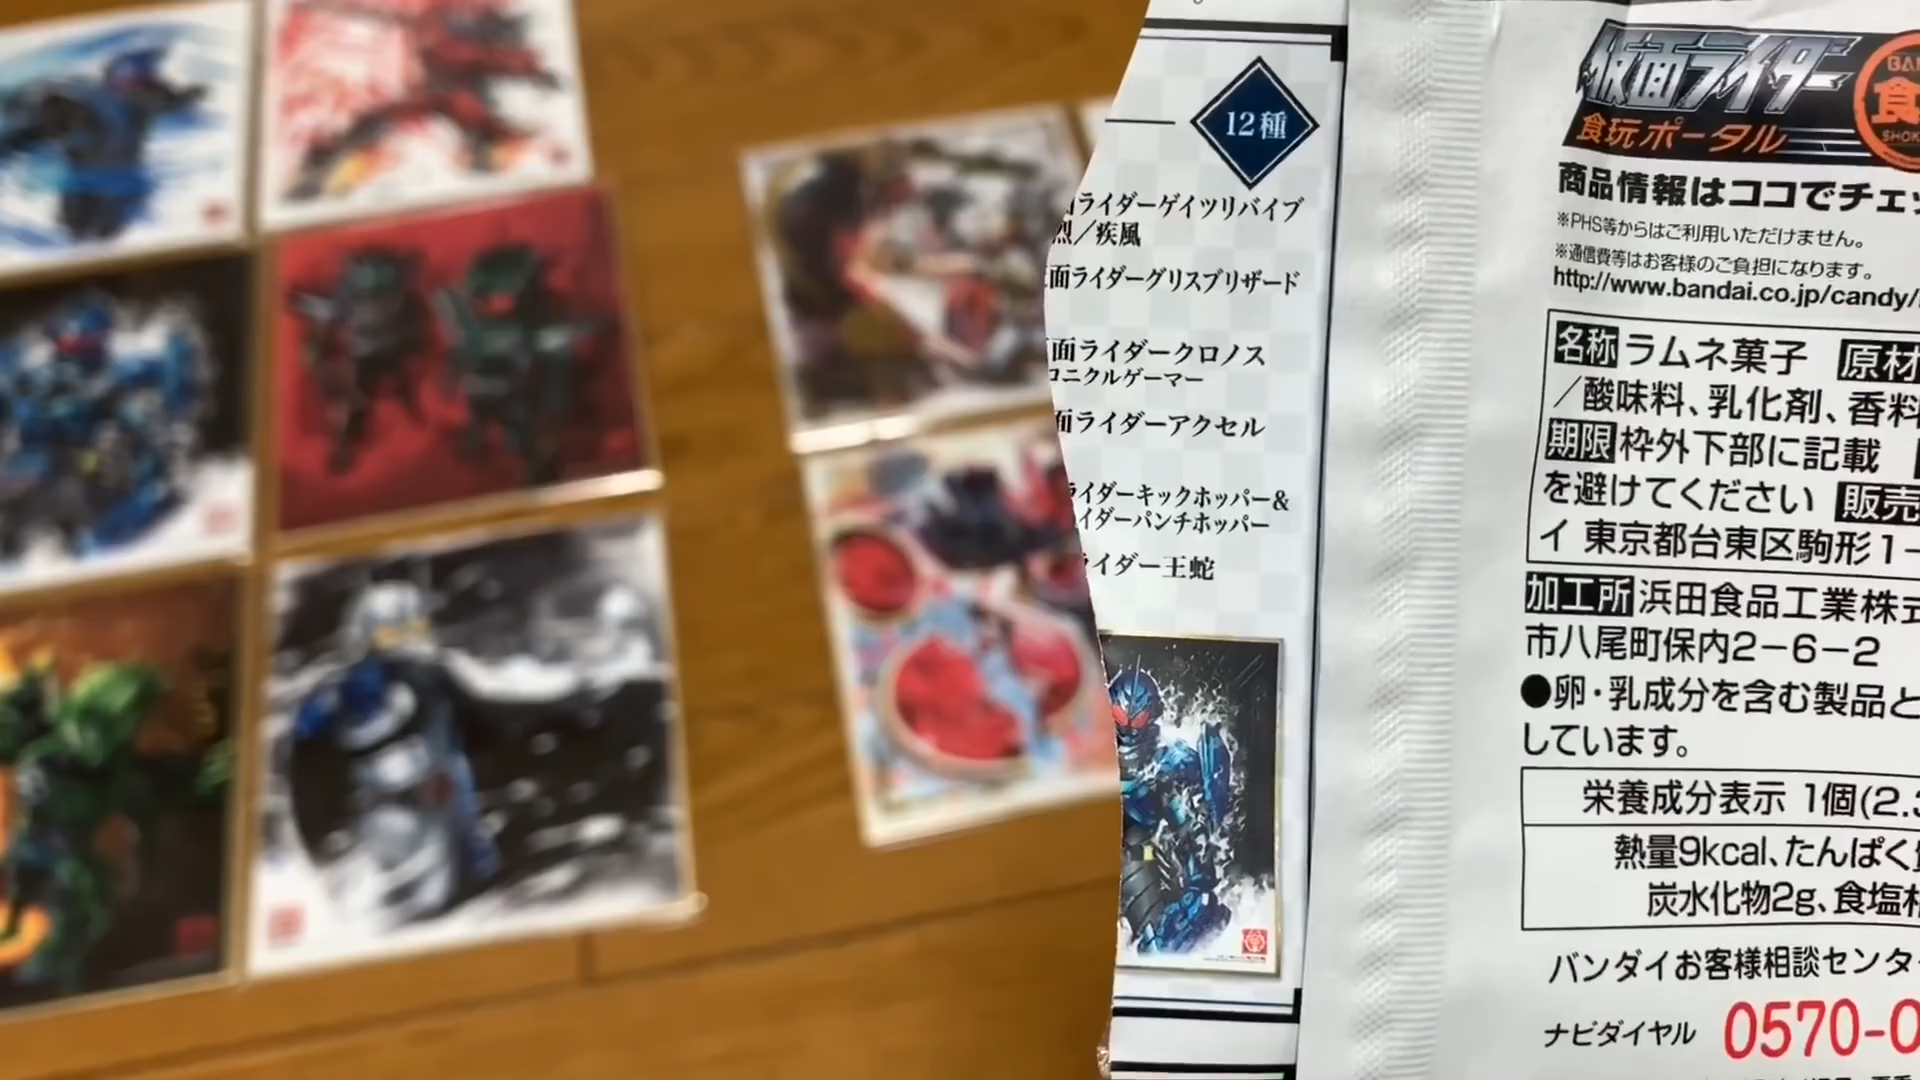 12種
ライダーゲイツリバイブ
烈／疾風
面ライダーグリスブリザード
面ライダークロノス
ロニクルゲーマー
面ライダーアクセル
ライダーキックホッパー＆
イダーパンチホッパー
ライダー王蛇
仮面ライダー
食玩ポータル
BAN
食
SHOK
商品情報はココでチェッ
※PHS等からはご利用いただけません。
※通信費等はお客様のご負担になります。
http://www.bandai.co.jp/candy/
名称 ラムネ菓子 原材
／酸味料、乳化剤、香料
期限 枠外下部に記載
を避けてください 販売
イ 東京都台東区駒形1−
加工所 浜田食品工業株式
市八尾町保内2−6−2
●卵・乳成分を含む製品と
しています。
栄養成分表示 1個(2.3
熱量9kcal、たんぱく質
炭水化物2g、食塩相
バンダイお客様相談センター
ナビダイヤル 0570-0